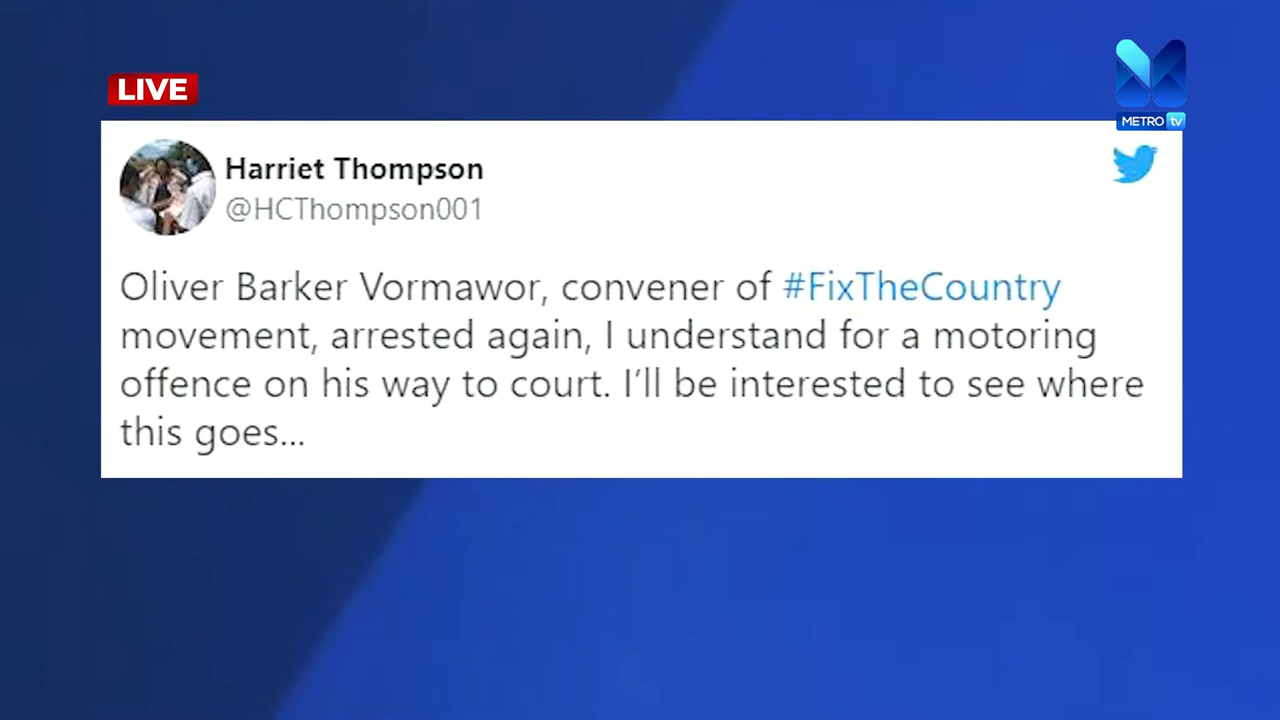 LIVE
METRO tv
Harriet Thompson
@HCThompson001
Oliver Barker Vormawor, convener of #FixTheCountry
movement, arrested again, I understand for a motoring
offence on his way to court. I’ll be interested to see where
this goes...